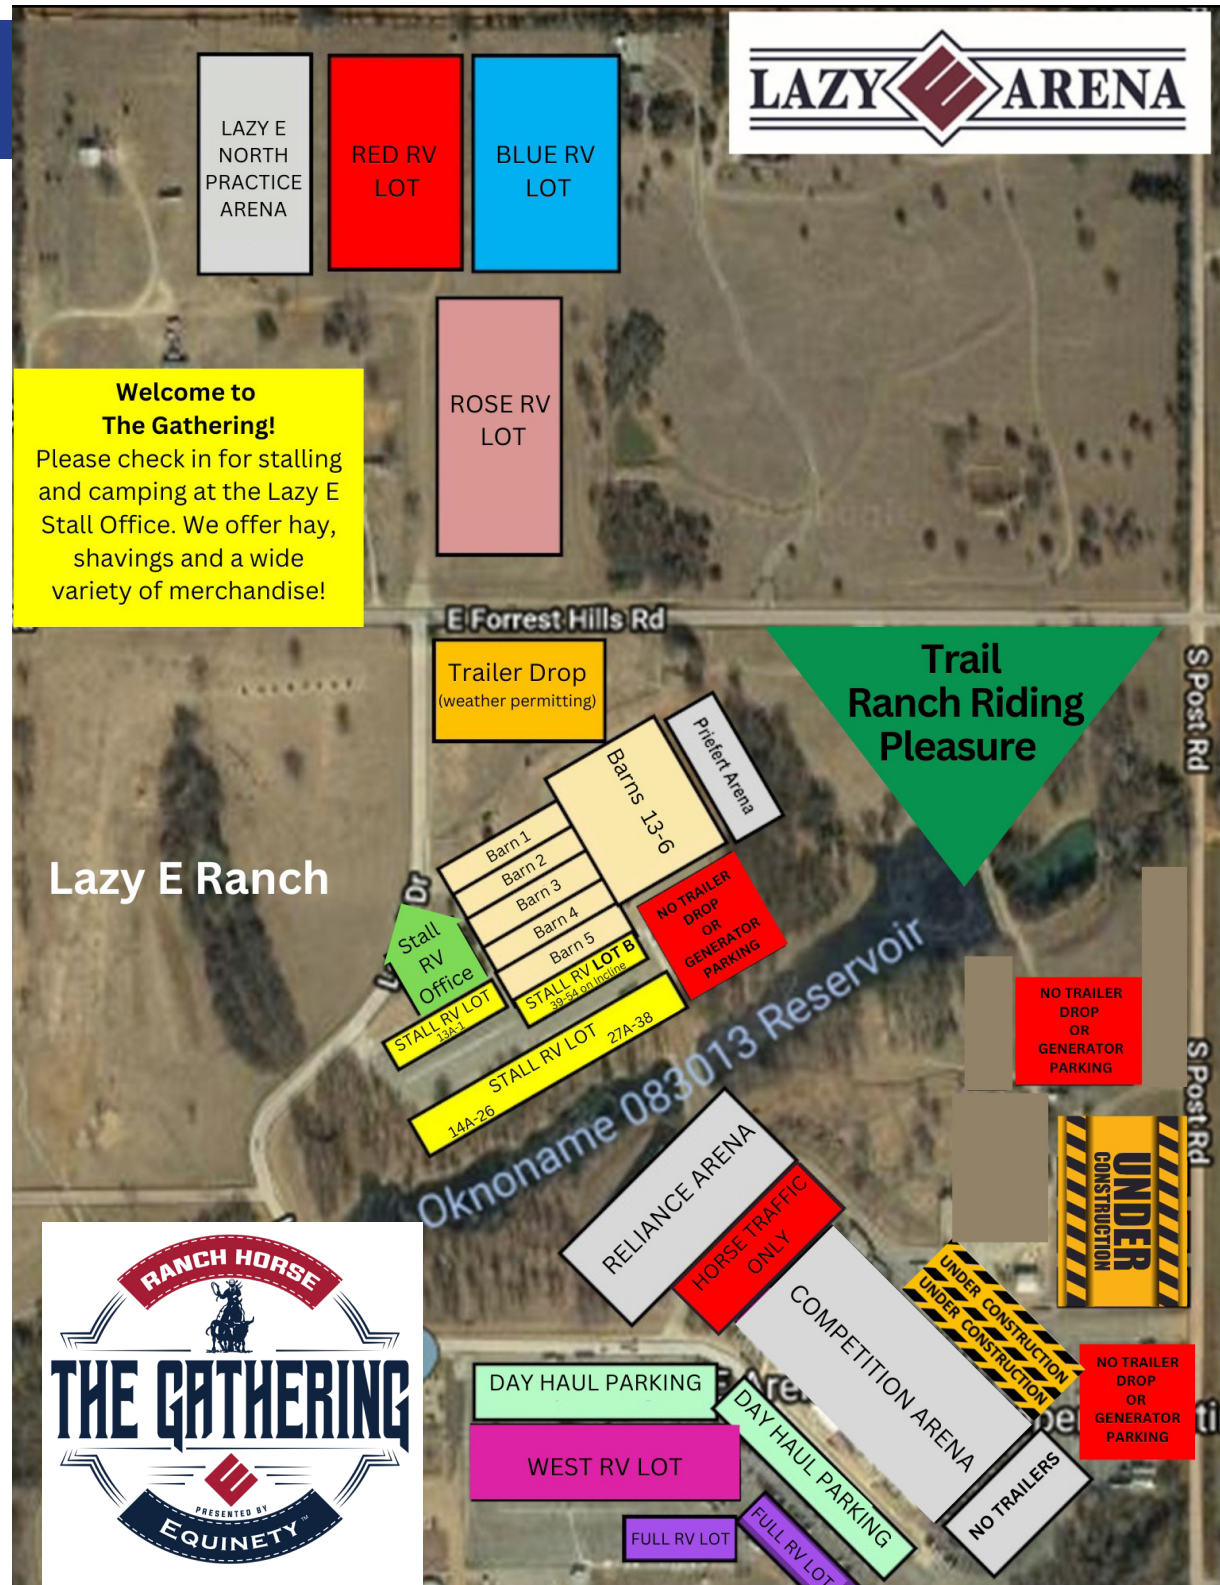 LAZY E ARENA
LAZY E
NORTH
PRACTICE
ARENA
RED RV
LOT
BLUE RV
LOT
ROSE RV
LOT
Welcome to
The Gathering!
Please check in for stalling
and camping at the Lazy E
Stall Office. We offer hay,
shavings and a wide
variety of merchandise!
E Forrest Hills Rd
Trailer Drop
(weather permitting)
Trail
Ranch Riding
Pleasure
S Post Rd
Priefert Arena
Barns 13-6
Barn 1
Barn 2
Barn 3
Barn 4
Barn 5
Lazy E Ranch
Dr
Stall
RV
Office
NO TRAILER
DROP
OR
GENERATOR
PARKING
STALL RV LOT B
39-54 on Incline
STALL RV LOT
13A-1
STALL RV LOT
14A-26
27A-38
Oknoname 083013 Reservoir
NO TRAILER
DROP
OR
GENERATOR
PARKING
S Post Rd
UNDER
CONSTRUCTION
RELIANCE ARENA
HORSE TRAFFIC
ONLY
COMPETITION ARENA
UNDER CONSTRUCTION
UNDER CONSTRUCTION
NO TRAILER
DROP
OR
GENERATOR
PARKING
RANCH HORSE
THE GATHERING
E
PRESENTED BY
EQUINETY™
DAY HAUL PARKING
E Are
DAY HAUL PARKING
WEST RV LOT
FULL RV LOT
FULL RV LOT
NO TRAILERS